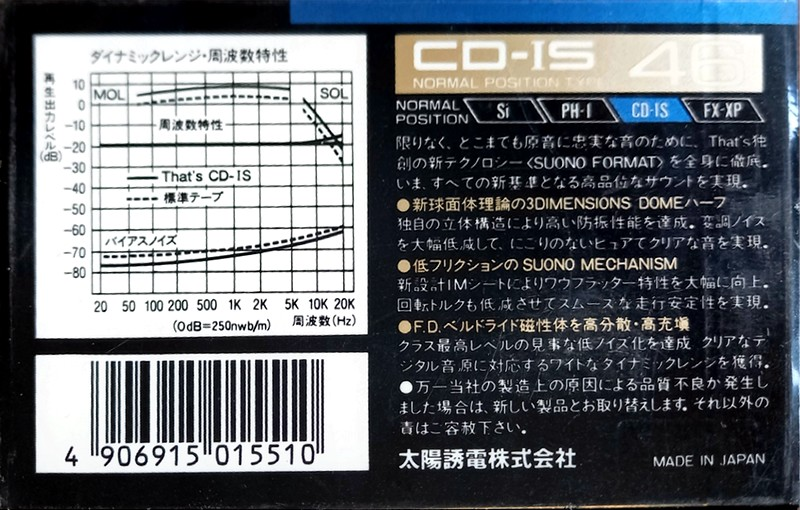 ダイナミックレンジ・周波数特性
再生出力レベル(dB)
10
0
-10
-20
-30
-40
-50
-60
-70
-80
MOL
SOL
周波数特性
That's CD-IS
標準テープ
バイアスノイズ
20 50 100 200 500 1K 2K 5K 10K 20K
(0dB=250nwb/m) 周波数(Hz)
4 906915 015510
CD-IS 46
NORMAL POSITION TYPE
NORMAL POSITION Si PH-I CD-IS FX-XP
限りなく、どこまでも原音に忠実な音のために、That's独
創の新テクノロジー〈SUONO FORMAT〉を全身に徹底。
いま、すべての新基準となる高品位なサウンドを実現。
●新球面体理論の3DIMENSIONS DOMEハーフ
独自の立体構造により高い防振性能を達成。変調ノイズ
を大幅低減して、にごりのないピュアでクリアな音を実現。
●低フリクションの SUONO MECHANISM
新設計IMシートによりワウフラッター特性を大幅に向上。
回転トルクも低減させてスムーズな走行安定性を実現。
●F.D.ベルドライド磁性体を高分散・高充塡
クラス最高レベルの見事な低ノイズ化を達成 クリアなデ
ジタル音源に対応するワイドなダイナミックレンジを獲得。
●万一当社の製造上の原因による品質不良が発生し
ました場合は、新しい製品とお取り替えします。それ以外の
責はご容赦下さい。
太陽誘電株式会社 MADE IN JAPAN